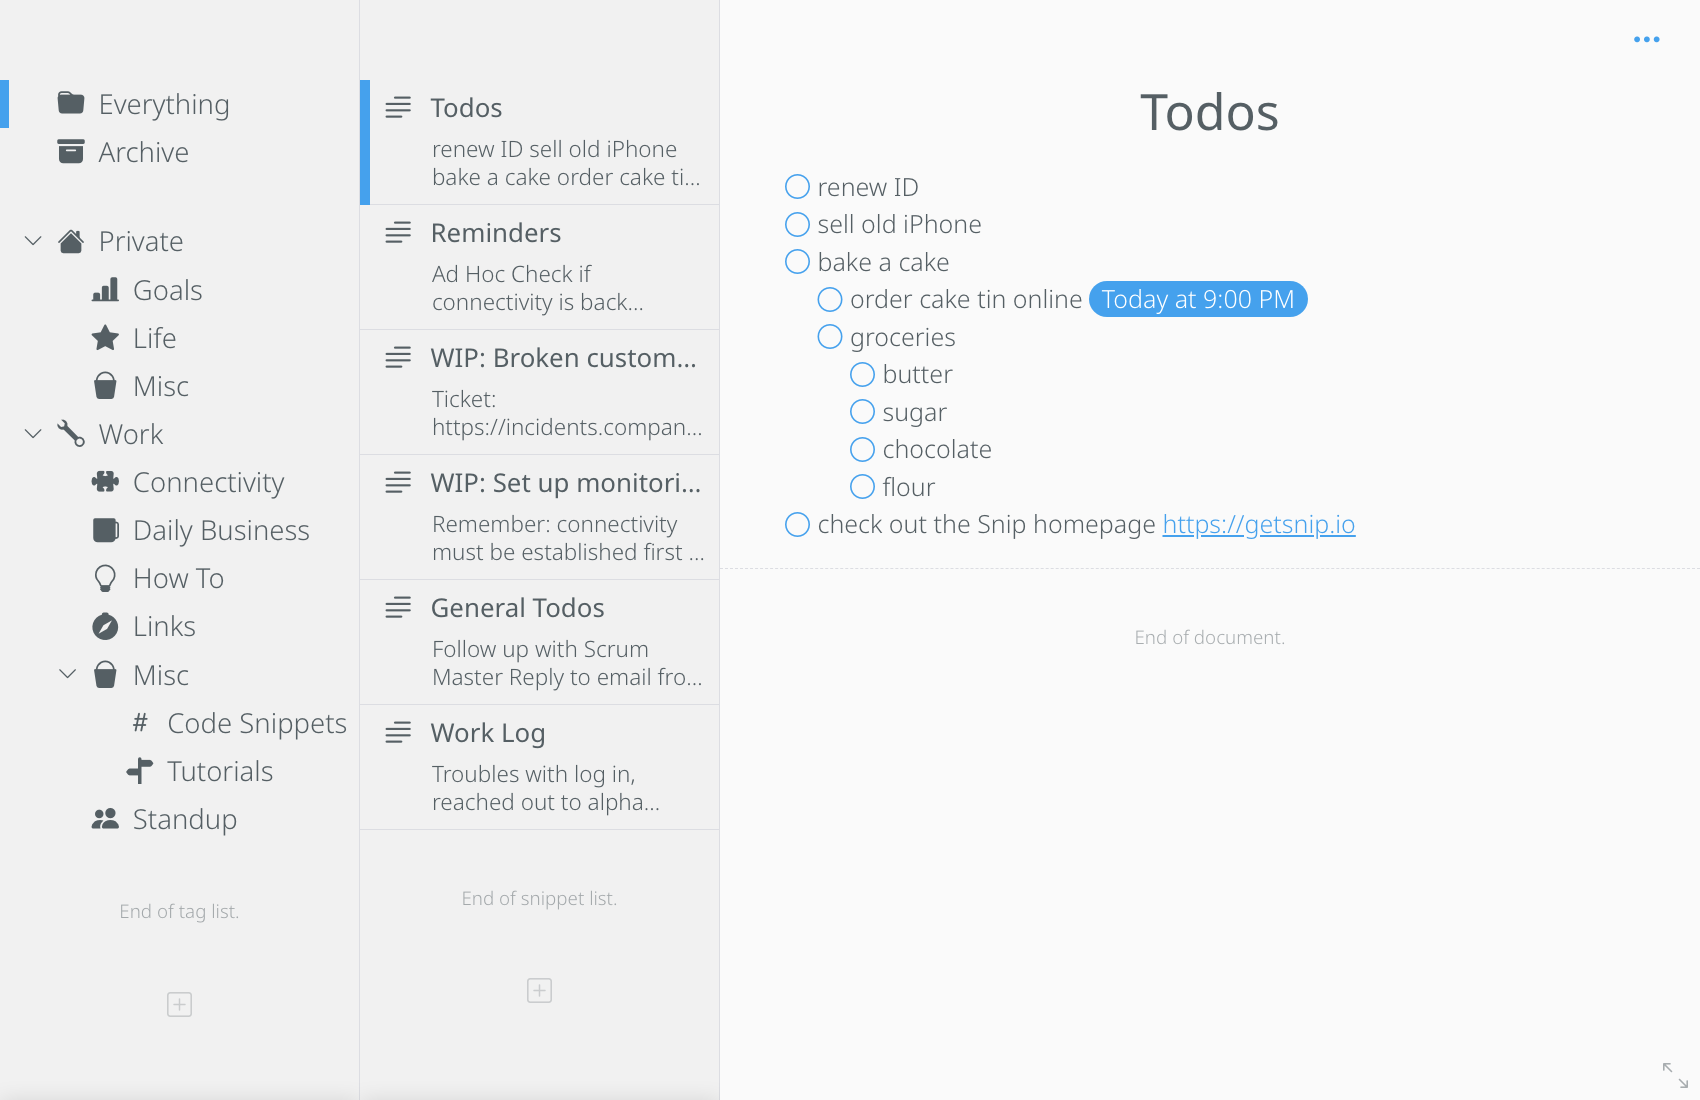 Everything
Archive
Private
Goals
Life
Misc
Work
Connectivity
Daily Business
How To
Links
Misc
# Code Snippets
Tutorials
Standup
End of tag list.
Todos
renew ID sell old iPhone
bake a cake order cake ti...
Reminders
Ad Hoc Check if
connectivity is back...
WIP: Broken custom...
Ticket:
https://incidents.compan...
WIP: Set up monitori...
Remember: connectivity
must be established first ...
General Todos
Follow up with Scrum
Master Reply to email fro...
Work Log
Troubles with log in,
reached out to alpha...
End of snippet list.
Todos
renew ID
sell old iPhone
bake a cake
order cake tin online Today at 9:00 PM
groceries
butter
sugar
chocolate
flour
check out the Snip homepage https://getsnip.io
End of document.